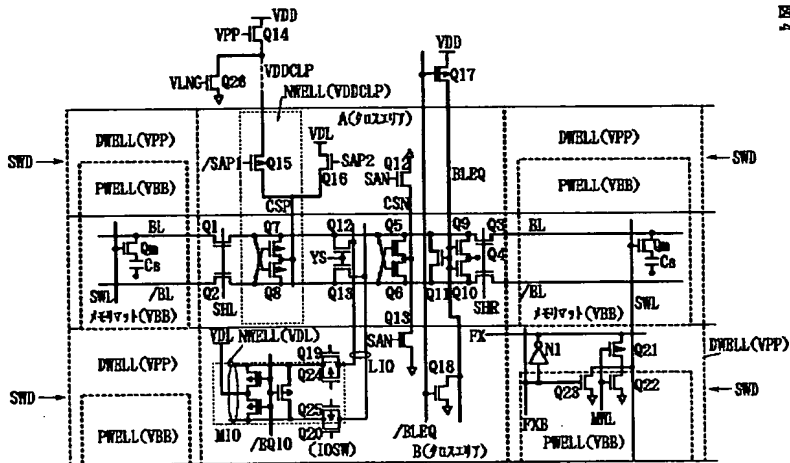 図4
VDD
VPP
Q14
VLNG
Q26
VDDCLP
VDD
Q17
NWELL(VDDCLP)
A(クロスエリア)
DWELL(VPP)
SWD
PWELL(VBB)
/SAP1
Q15
VDL
SAP2
Q16
Q12
SAN
BLEQ
DWELL(VPP)
SWD
PWELL(VBB)
CSP
CSN
BL
Q1
Q7
Q12
Q5
Q9
Q3
BL
Qm
Cs
YS
Q4
Qm
Cs
SWL
/BL
Q2
SHL
Q8
Q13
Q6
Q11
Q10
SHR
/BL
SWL
メモリマット(VBB)
メモリマット(VBB)
VDL
NWELL(VDL)
Q13
SAN
FX
DWELL(VPP)
DWELL(VPP)
Q19
Q24
LIO
N1
Q21
SWD
Q18
Q23
Q22
SWD
PWELL(VBB)
MIO
/EQIO
Q25
Q20
(IOSW)
/BLEQ
B(クロスエリア)
FXB
MWL
PWELL(VBB)